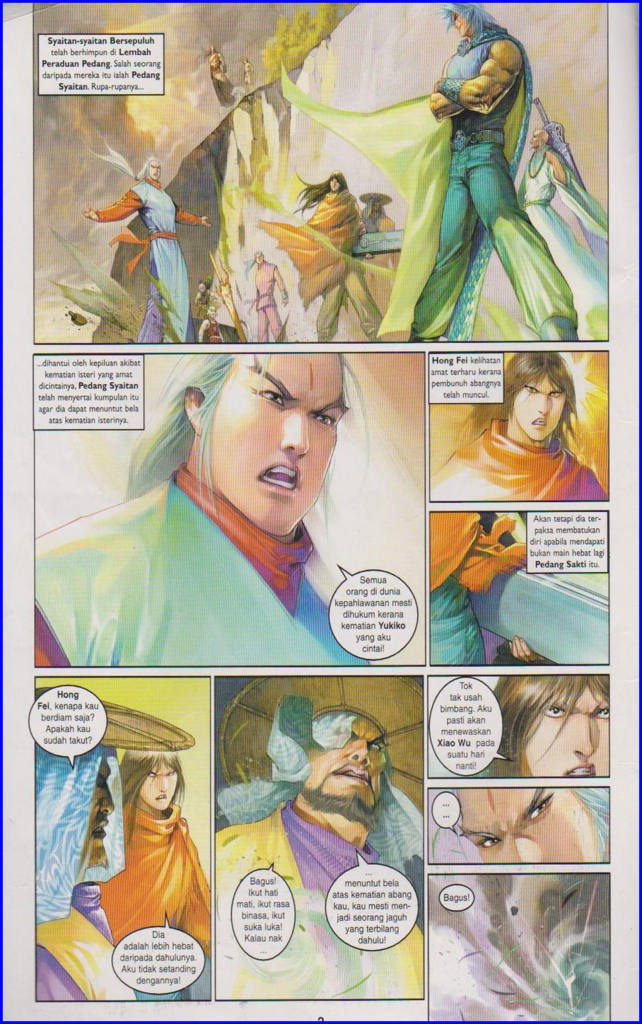 Syaitan-syaitan Bersepuluh
telah berhimpun di Lembah
Peraduan Pedang. Salah seorang
daripada mereka itu ialah Pedang
Syaitan. Rupa-rupanya...
...dihantui oleh kepiluan akibat
kematian isteri yang amat
dicintainya, Pedang Syaitan
telah menyertai kumpulan itu
agar dia dapat menuntut bela
atas kematian isterinya.
Semua
orang di dunia
kepahlawanan mesti
dihukum kerana
kematian Yukiko
yang aku
cintai!
Hong Fei kelihatan
amat terharu kerana
pembunuh abangnya
telah muncul.
Akan tetapi dia ter-
paksa membatukan
diri apabila mendapati
bukan main hebat lagi
Pedang Sakti itu.
Hong
Fei, kenapa kau
berdiam saja?
Apakah kau
sudah takut?
Dia
adalah lebih hebat
daripada dahulunya.
Aku tidak setanding
dengannya!
Bagus!
Ikut hati
mati, ikut rasa
binasa, ikut
suka luka!
Kalau nak
...
...
menuntut bela
atas kematian abang
kau, kau mesti men-
jadi seorang jaguh
yang terbilang
dahulu!
Tok
tak usah
bimbang. Aku
pasti akan
menewaskan
Xiao Wu pada
suatu hari
nanti!
...
...
Bagus!